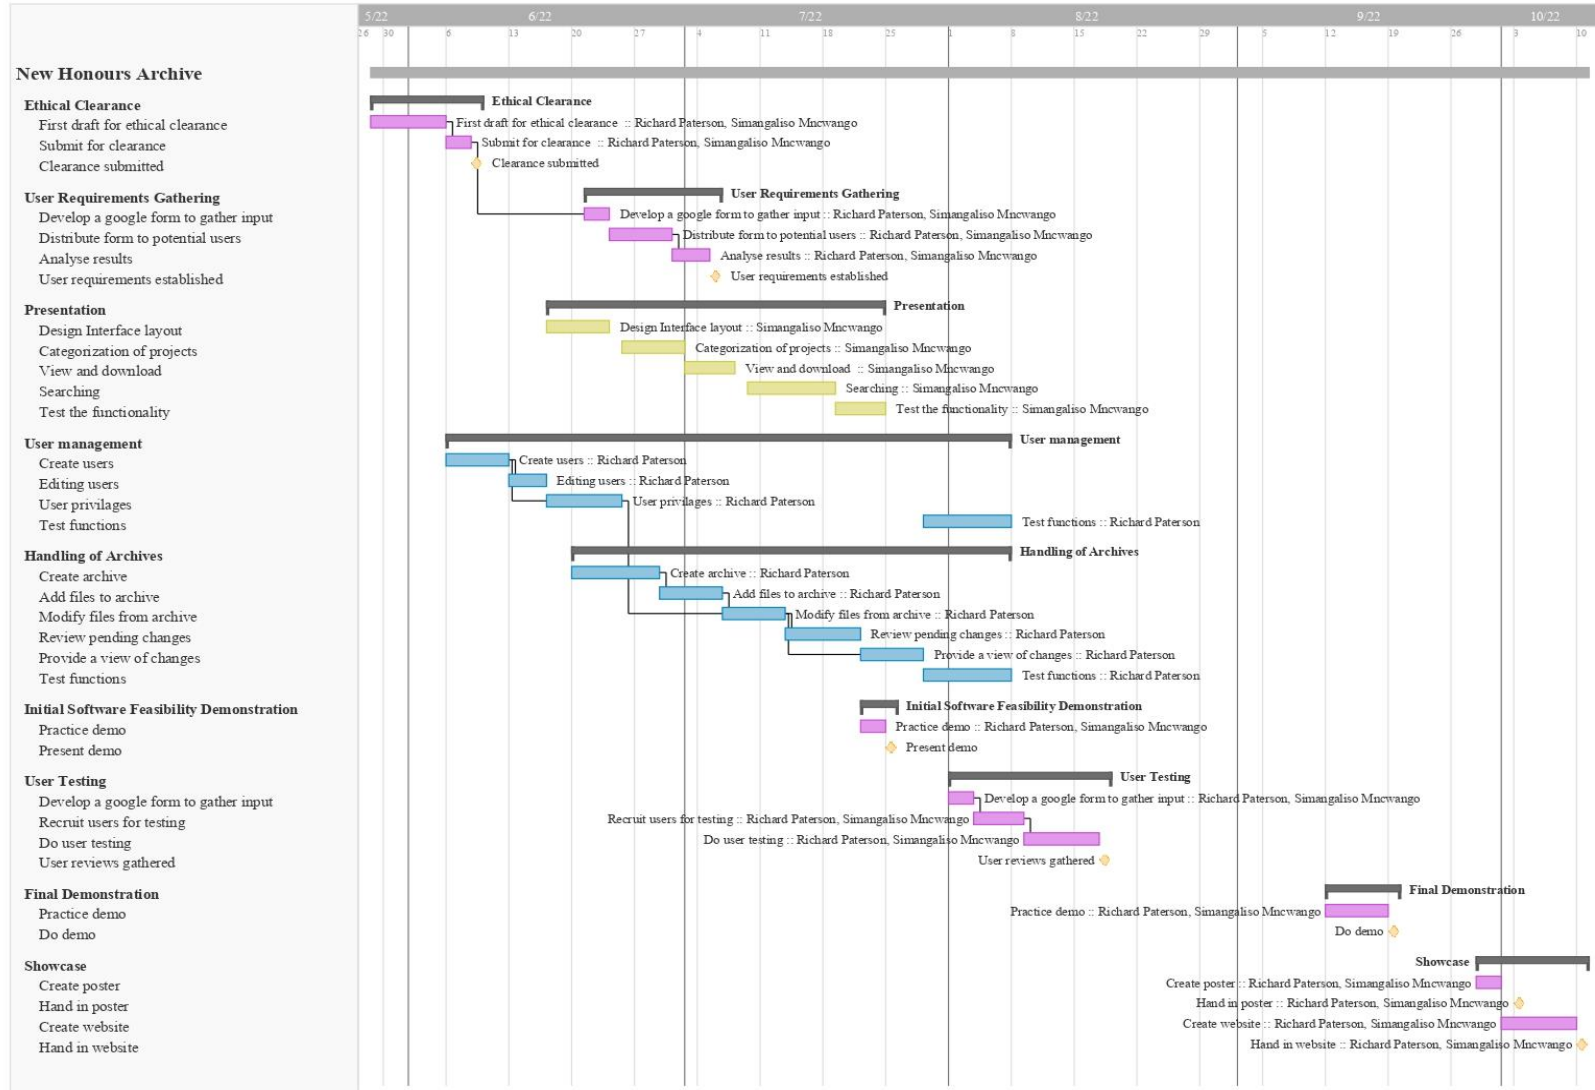 5/22 6/22 7/22 8/22 9/22 10/22
26 30 6 13 20 27 4 11 18 25 1 8 15 22 29 5 12 19 26 3 10
New Honours Archive
Ethical Clearance Ethical Clearance
First draft for ethical clearance First draft for ethical clearance :: Richard Paterson, Simangaliso Mncwango
Submit for clearance Submit for clearance :: Richard Paterson, Simangaliso Mncwango
Clearance submitted Clearance submitted
User Requirements Gathering User Requirements Gathering
Develop a google form to gather input Develop a google form to gather input :: Richard Paterson, Simangaliso Mncwango
Distribute form to potential users Distribute form to potential users :: Richard Paterson, Simangaliso Mncwango
Analyse results Analyse results :: Richard Paterson, Simangaliso Mncwango
User requirements established User requirements established
Presentation Presentation
Design Interface layout Design Interface layout :: Simangaliso Mncwango
Categorization of projects Categorization of projects :: Simangaliso Mncwango
View and download View and download :: Simangaliso Mncwango
Searching Searching :: Simangaliso Mncwango
Test the functionality Test the functionality :: Simangaliso Mncwango
User management User management
Create users Create users :: Richard Paterson
Editing users Editing users :: Richard Paterson
User privilages User privilages :: Richard Paterson
Test functions Test functions :: Richard Paterson
Handling of Archives Handling of Archives
Create archive Create archive :: Richard Paterson
Add files to archive Add files to archive :: Richard Paterson
Modify files from archive Modify files from archive :: Richard Paterson
Review pending changes Review pending changes :: Richard Paterson
Provide a view of changes Provide a view of changes :: Richard Paterson
Test functions Test functions :: Richard Paterson
Initial Software Feasibility Demonstration Initial Software Feasibility Demonstration
Practice demo Practice demo :: Richard Paterson, Simangaliso Mncwango
Present demo Present demo
User Testing User Testing
Develop a google form to gather input Develop a google form to gather input :: Richard Paterson, Simangaliso Mncwango
Recruit users for testing Recruit users for testing :: Richard Paterson, Simangaliso Mncwango
Do user testing Do user testing :: Richard Paterson, Simangaliso Mncwango
User reviews gathered User reviews gathered
Final Demonstration Final Demonstration
Practice demo Practice demo :: Richard Paterson, Simangaliso Mncwango
Do demo Do demo
Showcase Showcase
Create poster Create poster :: Richard Paterson, Simangaliso Mncwango
Hand in poster Hand in poster :: Richard Paterson, Simangaliso Mncwango
Create website Create website :: Richard Paterson, Simangaliso Mncwango
Hand in website Hand in website :: Richard Paterson, Simangaliso Mncwango